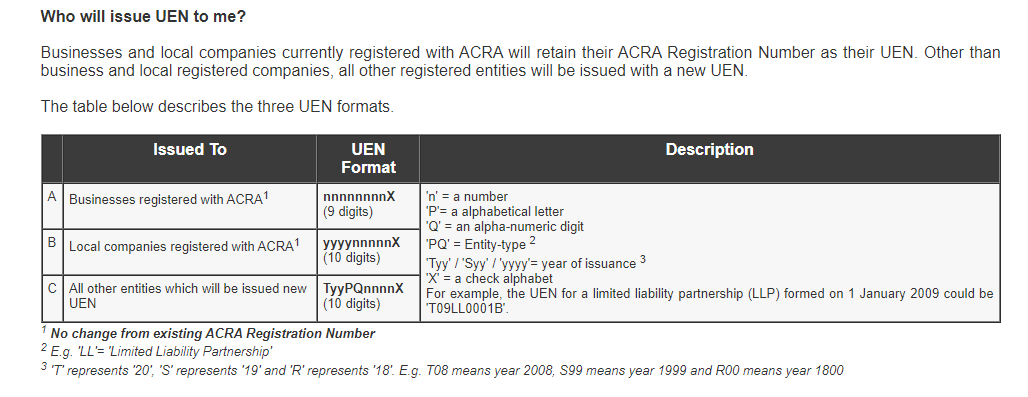 Who will issue UEN to me?
Businesses and local companies currently registered with ACRA will retain their ACRA Registration Number as their UEN. Other than
business and local registered companies, all other registered entities will be issued with a new UEN.
The table below describes the three UEN formats.
Issued To
UEN
Format
Description
A
Businesses registered with ACRA1
nnnnnnnnX
(9 digits)
B
Local companies registered with ACRA1
yyyynnnnnX
(10 digits)
C
All other entities which will be issued new
UEN
TyyPQnnnnX
(10 digits)
'n' = a number
'P'= a alphabetical letter
'Q' = an alpha-numeric digit
'PQ' = Entity-type 2
'Tyy' / 'Syy' / 'yyyy'= year of issuance 3
'X' = a check alphabet
For example, the UEN for a limited liability partnership (LLP) formed on 1 January 2009 could be
'T09LL0001B'.
1 No change from existing ACRA Registration Number
2 E.g. 'LL'= 'Limited Liability Partnership'
3 'T' represents '20', 'S' represents '19' and 'R' represents '18'. E.g. T08 means year 2008, S99 means year 1999 and R00 means year 1800